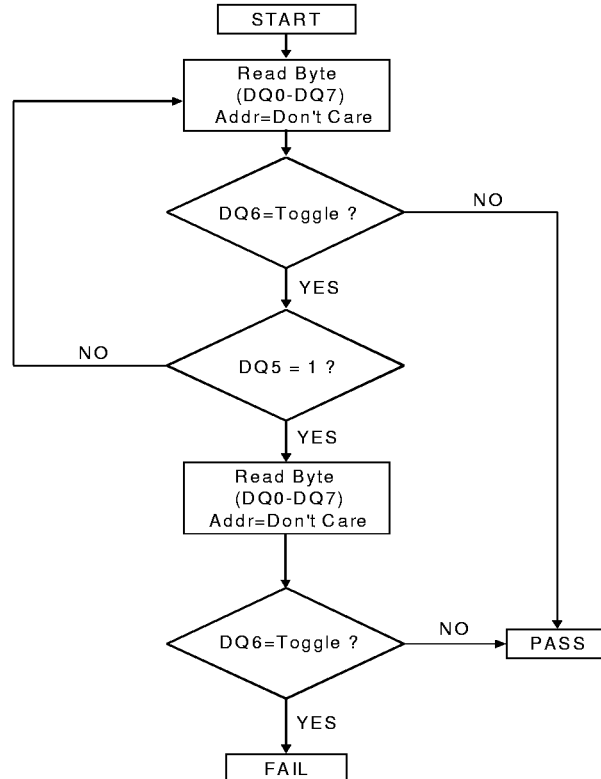 START
Read Byte
(DQ0-DQ7)
Addr=Don't Care
DQ6=Toggle ?
NO
YES
DQ5 = 1 ?
NO
YES
Read Byte
(DQ0-DQ7)
Addr=Don't Care
DQ6=Toggle ?
NO
PASS
YES
FAIL